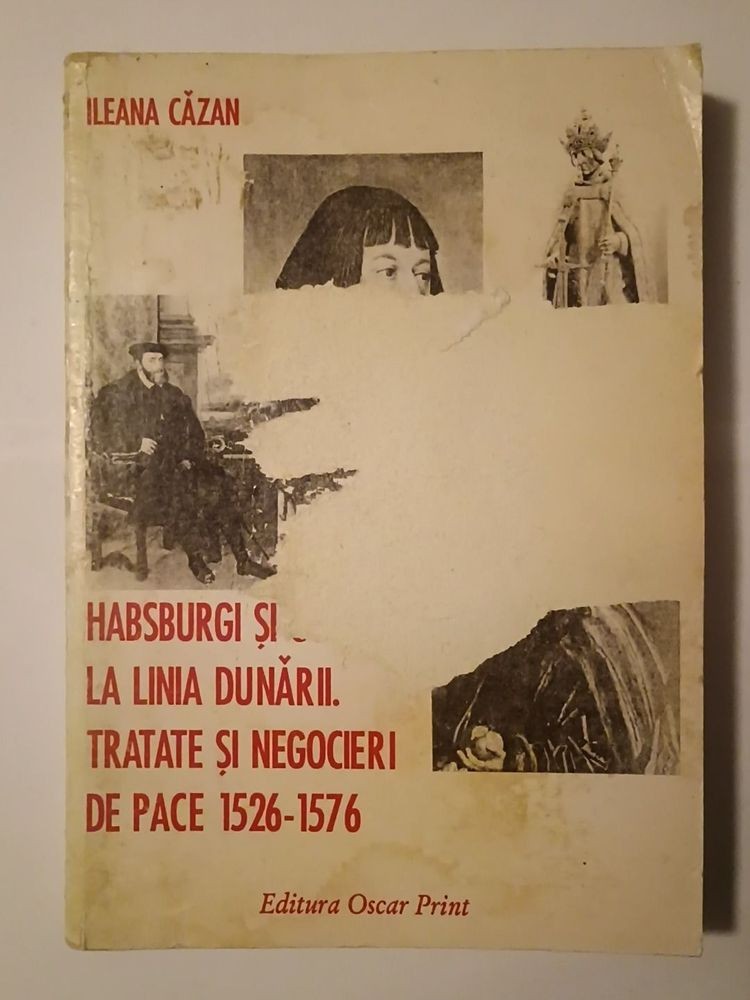 ILEANA CĂZAN
HABSBURGI ȘI
LA LINIA DUNĂRII.
TRATATE ȘI NEGOCIERI
DE PACE 1526-1576
Editura Oscar Print